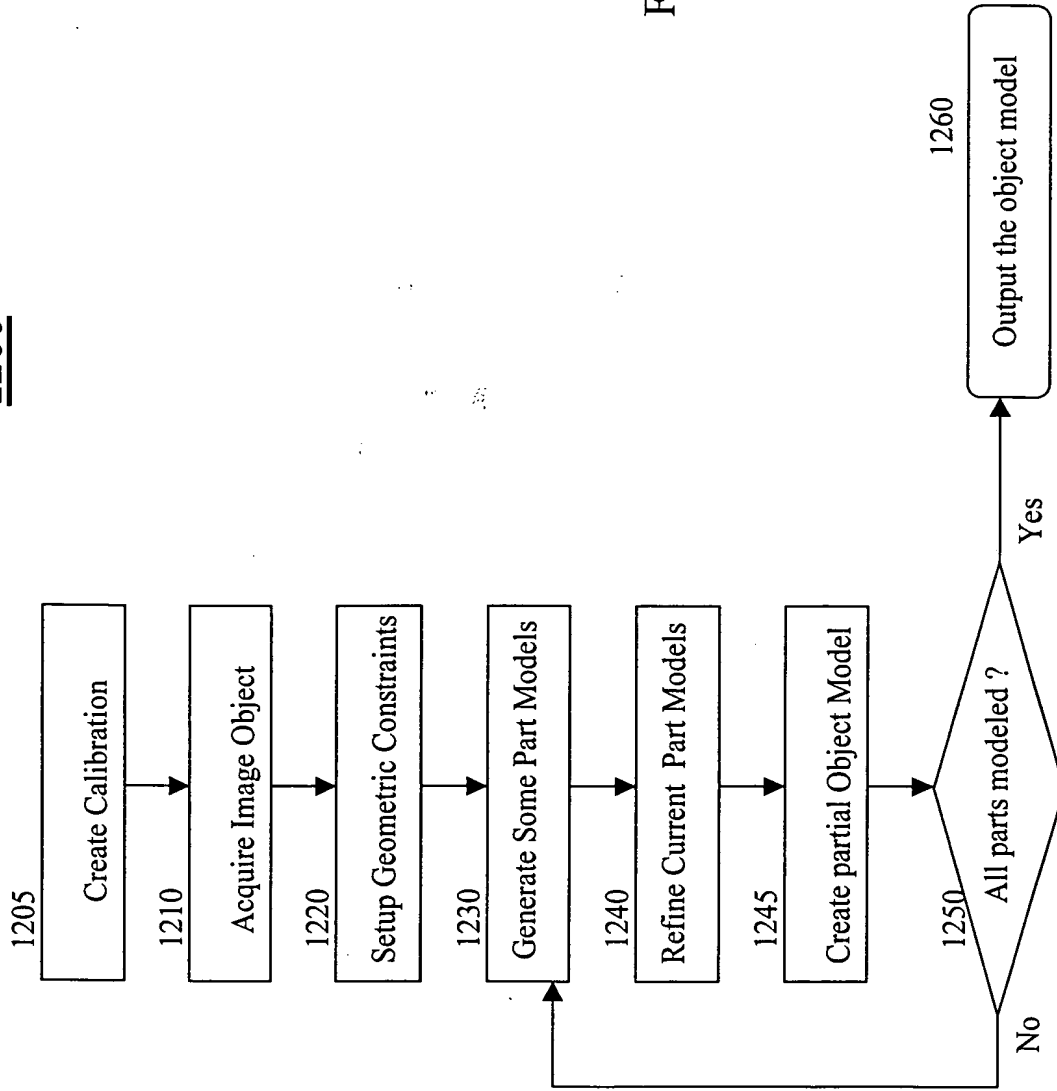 1205
Create Calibration
1210
Acquire Image Object
1220
Setup Geometric Constraints
1230
Generate Some Part Models
1240
Refine Current Part Models
1245
Create partial Object Model
1250
All parts modeled ?
No
Yes
1260
Output the object model
F